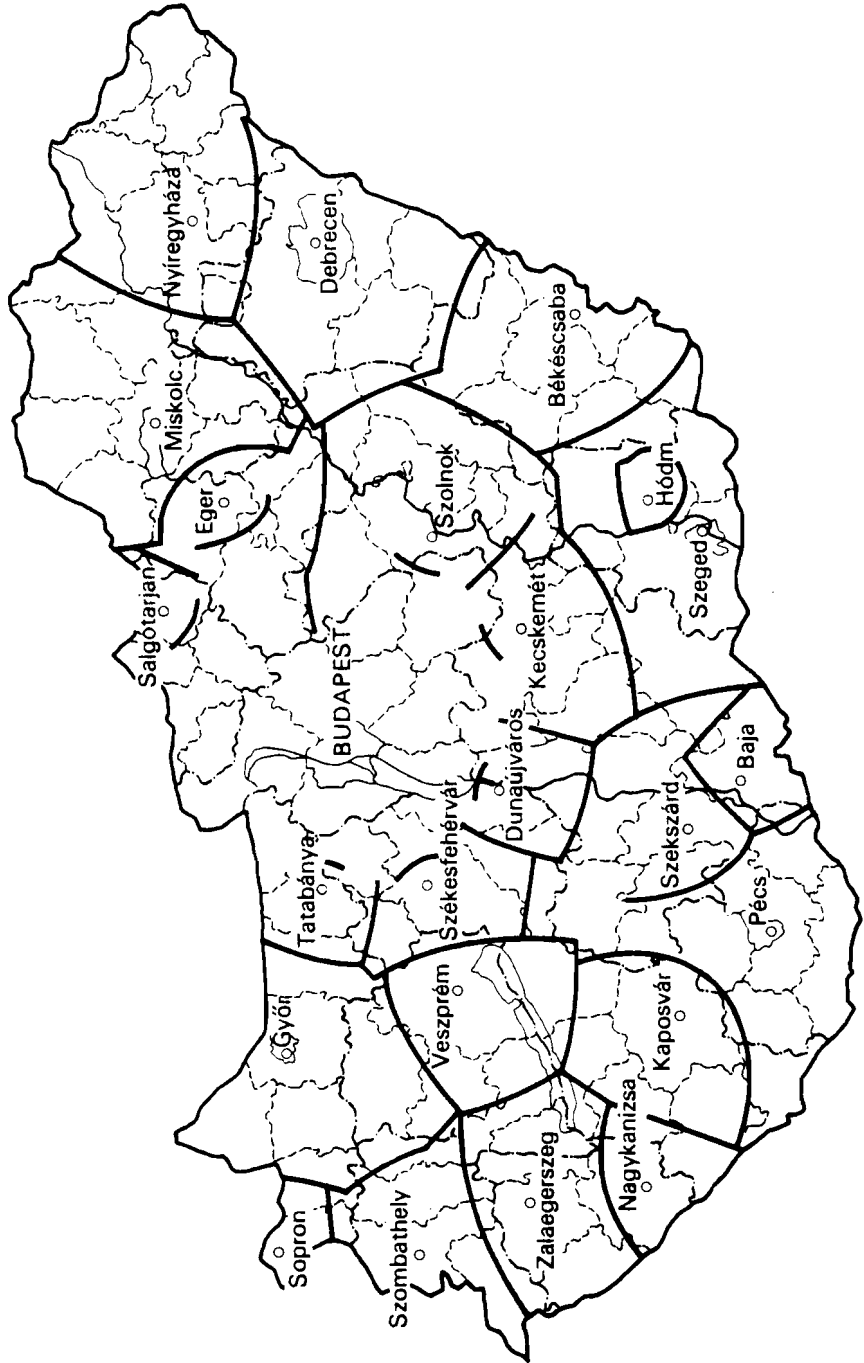 Sopron
Szombathely
Győr
Zalaegerszeg
Nagykanizsa
Veszprém
Kaposvár
Tatabánya
Székesfehérvár
Pécs
Szekszárd
Dunaújváros
Baja
BUDAPEST
Salgótarjan
Kecskemét
Szeged
Eger
Szolnok
Hódm.
Miskolc
Békéscsaba
Nyíregyháza
Debrecen